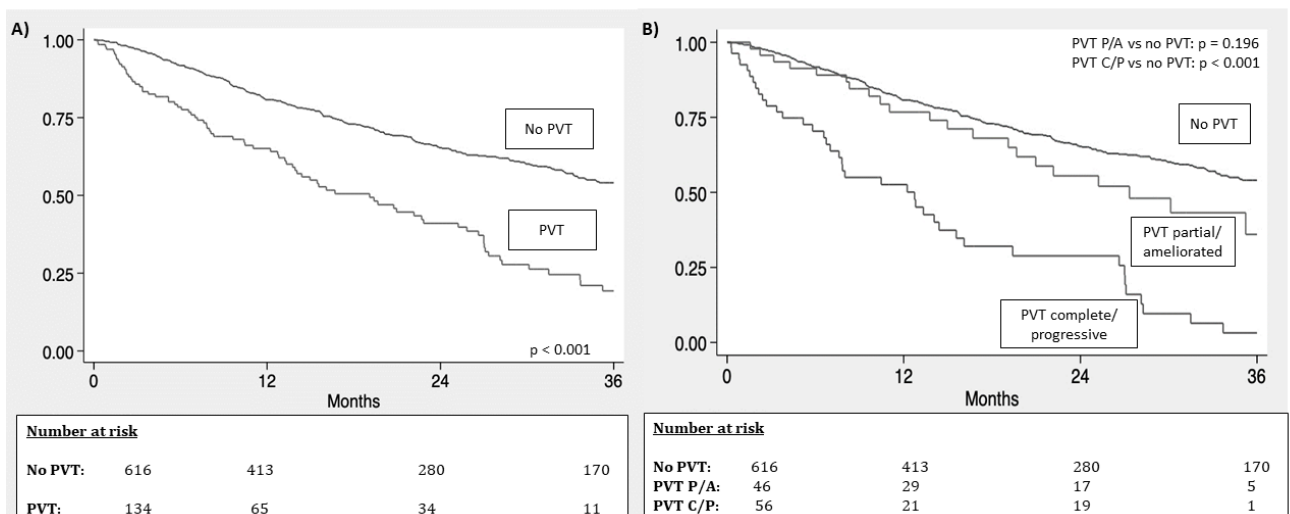 A)
1.00
0.75
0.50
0.25
0.00
No PVT
PVT
p < 0.001
0 12 24 36
Months
Number at risk
No PVT: 616 413 280 170
PVT: 134 65 34 11
B)
PVT P/A vs no PVT: p = 0.196
PVT C/P vs no PVT: p < 0.001
1.00
0.75
0.50
0.25
0.00
No PVT
PVT partial/
ameliorated
PVT complete/
progressive
0 12 24 36
Months
Number at risk
No PVT: 616 413 280 170
PVT P/A: 46 29 17 5
PVT C/P: 56 21 19 1